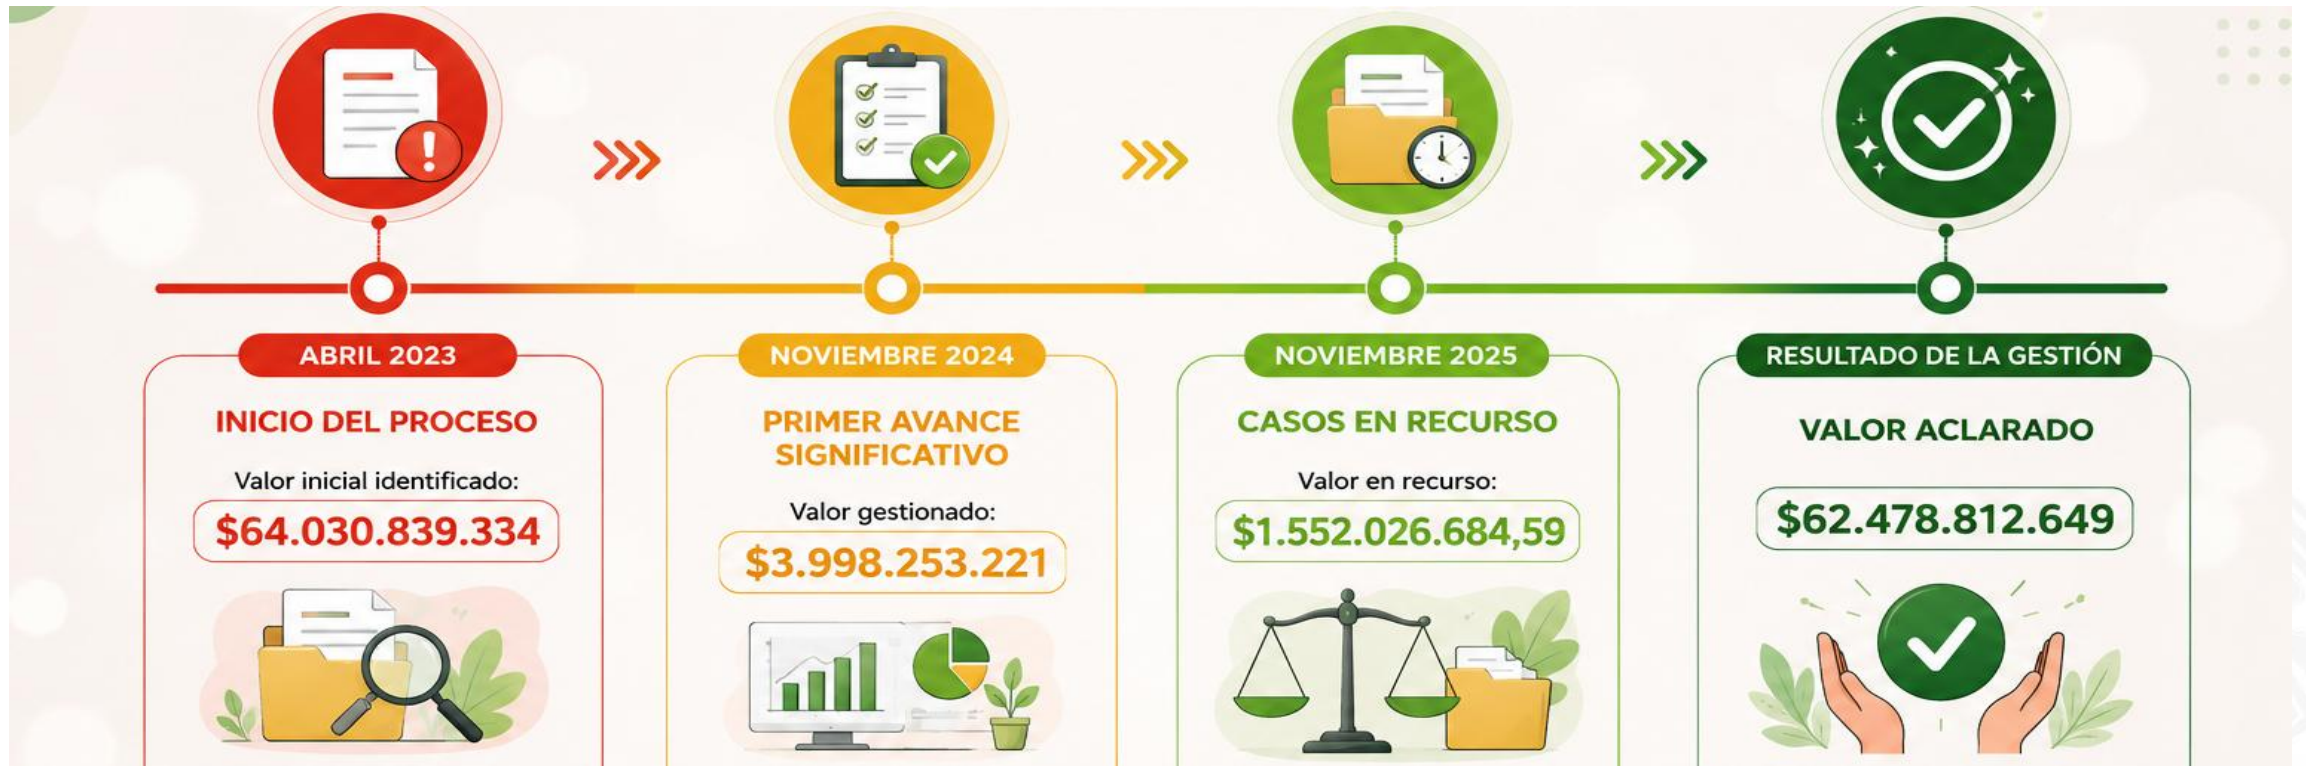 ABRIL 2023
INICIO DEL PROCESO
Valor inicial identificado:
$64.030.839.334
NOVIEMBRE 2024
PRIMER AVANCE
SIGNIFICATIVO
Valor gestionado:
$3.998.253.221
NOVIEMBRE 2025
CASOS EN RECURSO
Valor en recurso:
$1.552.026.684,59
RESULTADO DE LA GESTIÓN
VALOR ACLARADO
$62.478.812.649